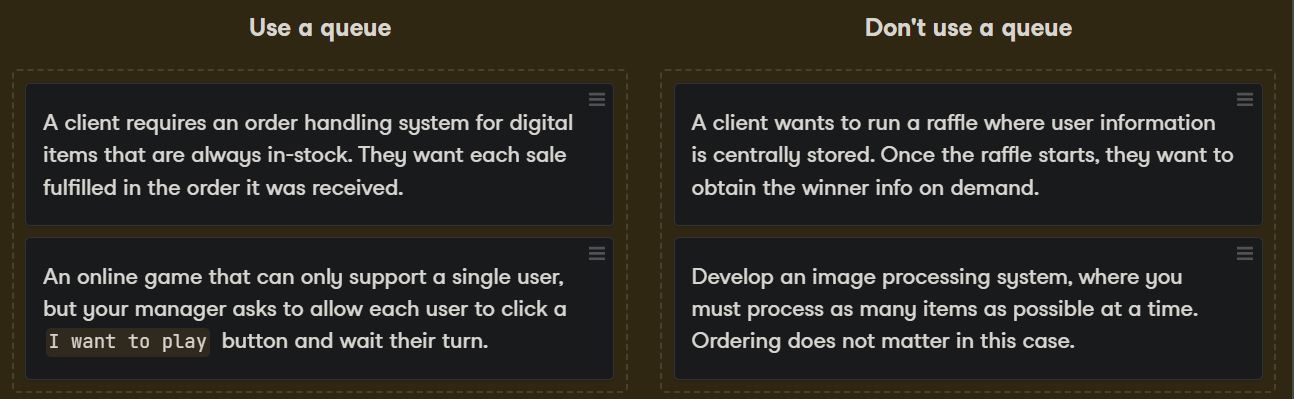 Use a queue
A client requires an order handling system for digital
items that are always in-stock. They want each sale
fulfilled in the order it was received.
An online game that can only support a single user,
but your manager asks to allow each user to click a
I want to play button and wait their turn.
Don't use a queue
A client wants to run a raffle where user information
is centrally stored. Once the raffle starts, they want to
obtain the winner info on demand.
Develop an image processing system, where you
must process as many items as possible at a time.
Ordering does not matter in this case.